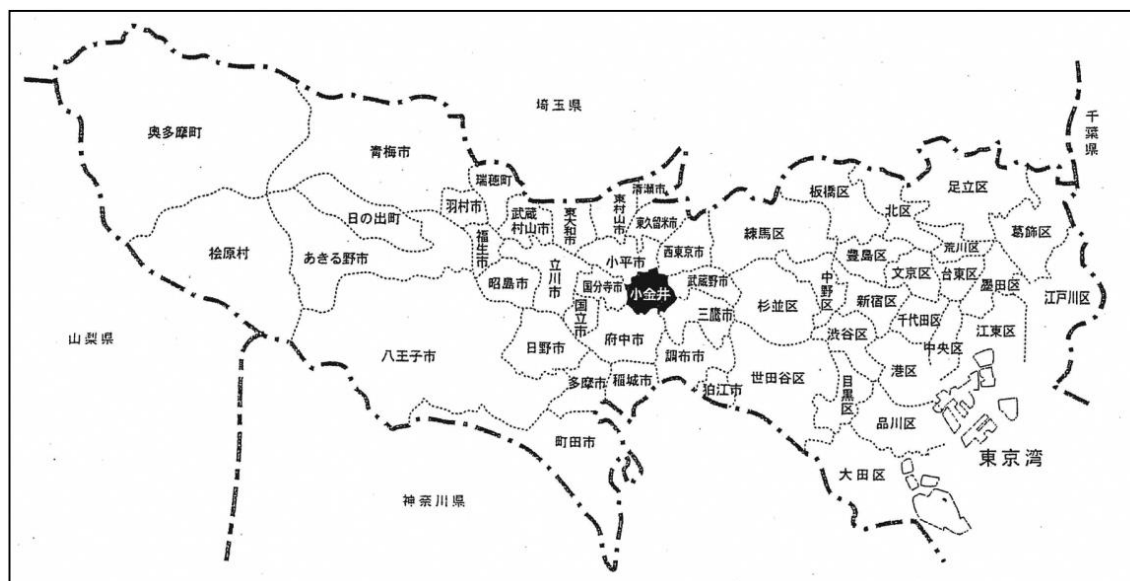 埼玉県
千葉県
奥多摩町
青梅市
瑞穂町
羽村市
日の出町
福生市
武蔵
村山市
東大和市
東村山市
清瀬市
東久留米市
西東京市
板橋区
北区
足立区
練馬区
豊島区
荒川区
葛飾区
桧原村
あきる野市
昭島市
立川市
小平市
国分寺市
小金井
武蔵野市
杉並区
中野区
文京区
台東区
墨田区
新宿区
江戸川区
国立市
三鷹市
千代田区
山梨県
八王子市
日野市
府中市
調布市
渋谷区
中央区
江東区
多摩市
稲城市
狛江市
世田谷区
目黒区
港区
町田市
品川区
東京湾
大田区
神奈川県